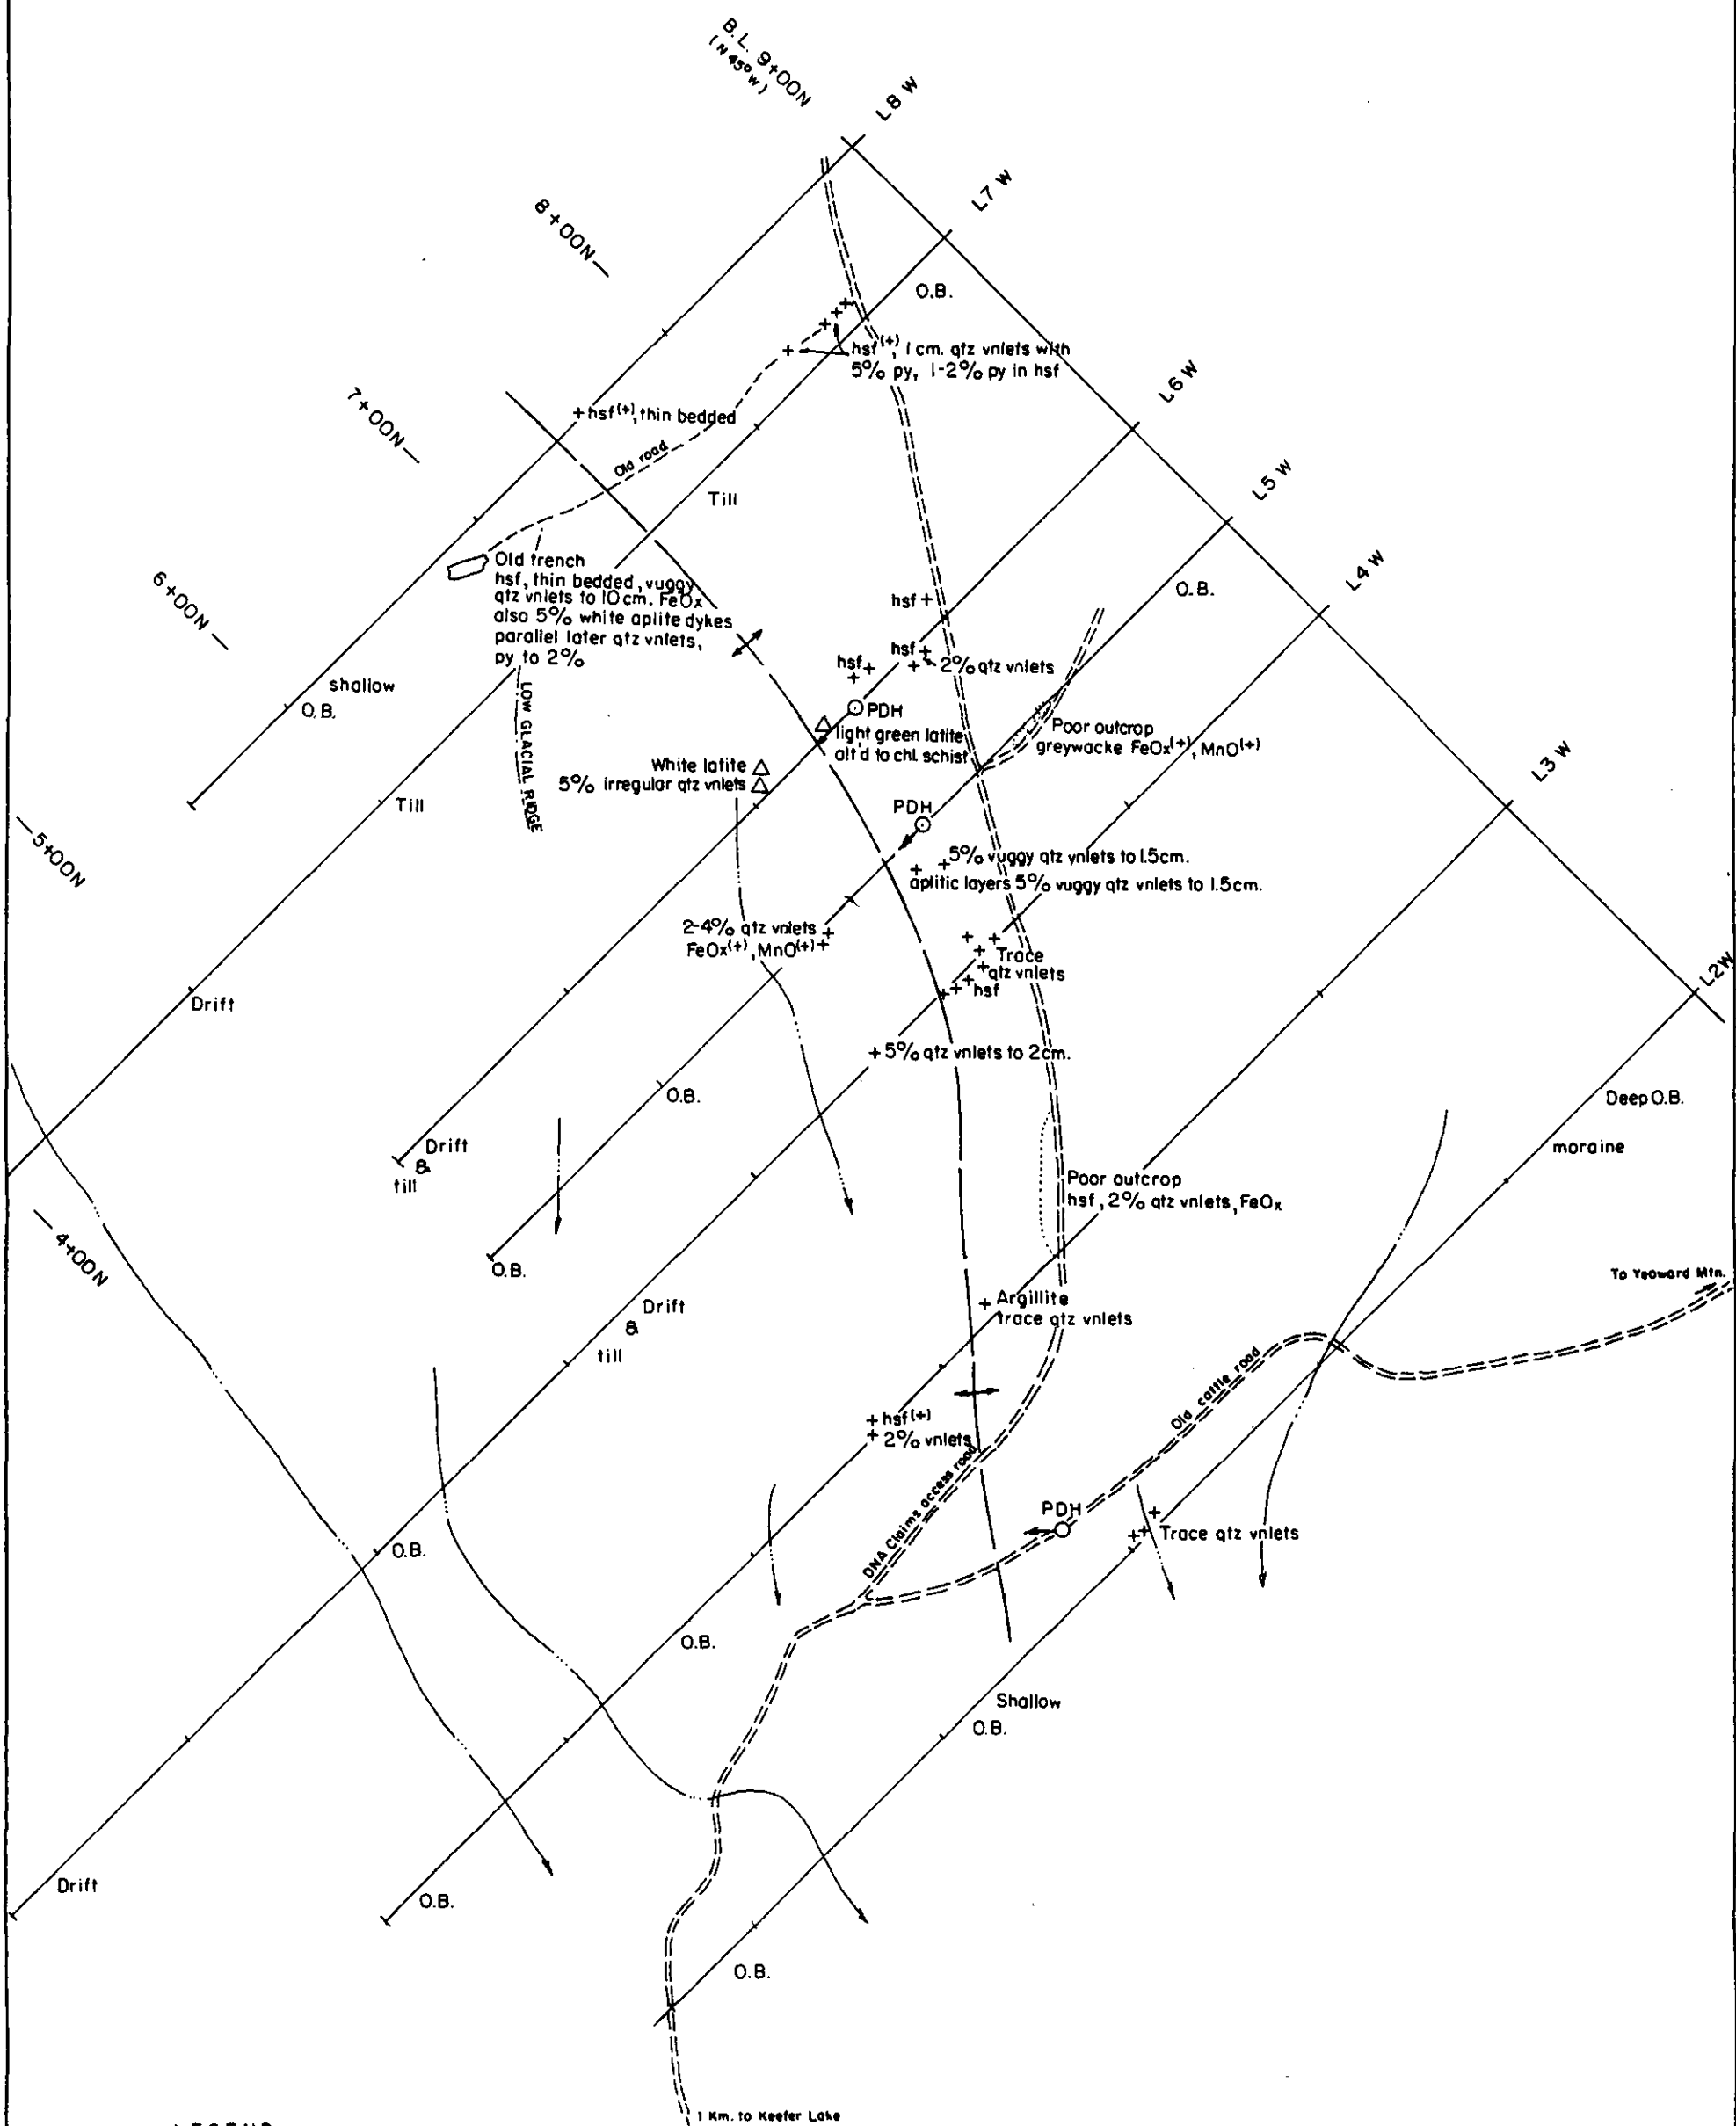 B.L. 9+00N
(N 45° W)
L8 W
L7 W
8+00N
O.B.
hsf(+), 1 cm. qtz vnlets with
5% py, 1-2% py in hsf
L6 W
7+00N
+hsf(+), thin bedded
Old road
Till
L5 W
Old trench
hsf, thin bedded, vuggy
qtz vnlets to 10cm. FeOx
also 5% white aplite dykes
parallel later qtz vnlets,
py to 2%
6+00N
hsf+
O.B.
L4 W
hsf+
2% qtz vnlets
hsf+
shallow
O.B.
LOW GLACIAL RIDGE
PDH
light green latite
alt'd to chl. schist
Poor outcrop
greywacke FeOx(+), MnO(+)
White latite
5% irregular qtz vnlets
L3 W
Till
PDH
5+00N
+5% vuggy qtz vnlets to 1.5cm.
aplitic layers 5% vuggy qtz vnlets to 1.5cm.
2-4% qtz vnlets +
FeOx(+), MnO(+) +
Trace
qtz vnlets
hsf
L2W
Drift
+5% qtz vnlets to 2cm.
O.B.
Deep O.B.
moraine
Drift
&
till
Poor outcrop
hsf, 2% qtz vnlets, FeOx
4+00N
O.B.
To Yeoward Mtn.
+Argillite
trace qtz vnlets
Drift
&
till
Old cattle road
+ hsf(+)
+ 2% vnlets
DNA Claims access road
PDH
Trace qtz vnlets
O.B.
O.B.
Shallow
O.B.
Drift
O.B.
O.B.
1 Km. to Keefer Lake
LEGEND